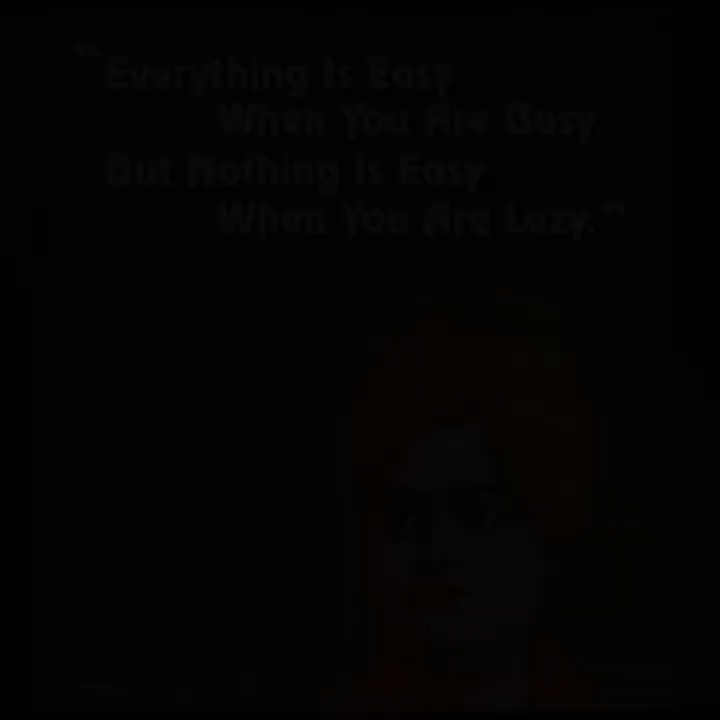 “Everything Is Easy
When You Are Busy.
But Nothing Is Easy
When You Are Lazy.”